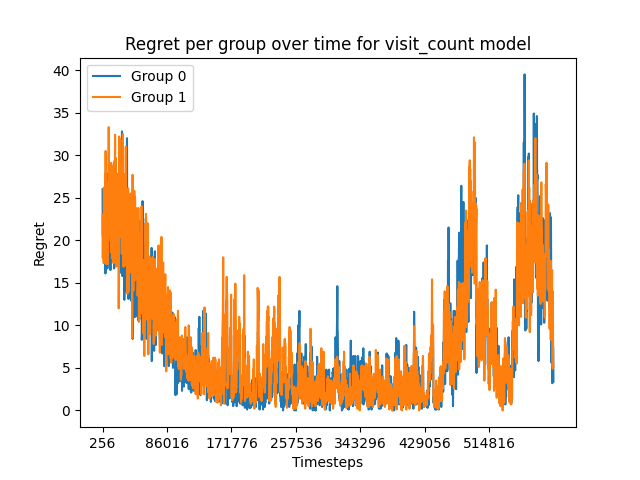 Regret per group over time for visit_count model
Group 0
Group 1
Regret
40
35
30
25
20
15
10
5
0
256 86016 171776 257536 343296 429056 514816
Timesteps